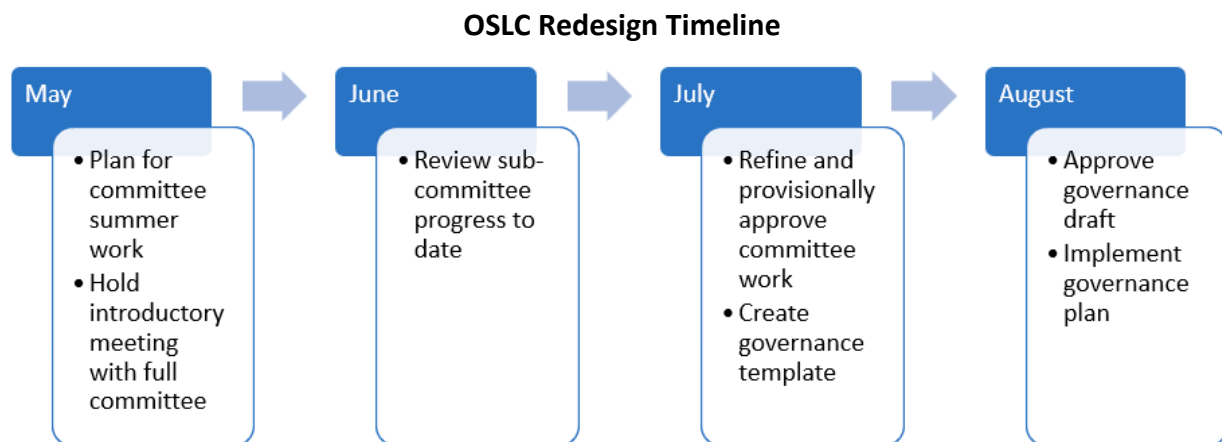 OSLC Redesign Timeline
May
• Plan for
committee
summer
work
• Hold
introductory
meeting
with full
committee
June
• Review sub-
committee
progress to
date
July
• Refine and
provisionally
approve
committee
work
• Create
governance
template
August
• Approve
governance
draft
• Implement
governance
plan